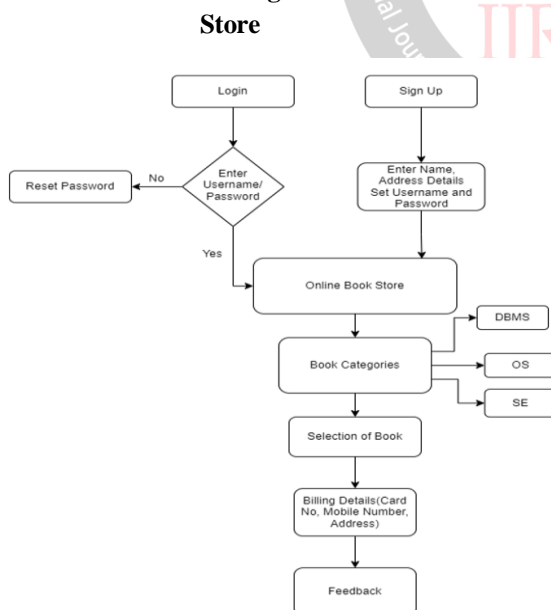 Store
Login
Sign Up
Enter
Username/
Password
Enter Name,
Address Details
Set Username and
Password
Reset Password
No
Yes
Online Book Store
DBMS
Book Categories
OS
SE
Selection of Book
Billing Details(Card
No, Mobile Number,
Address)
Feedback